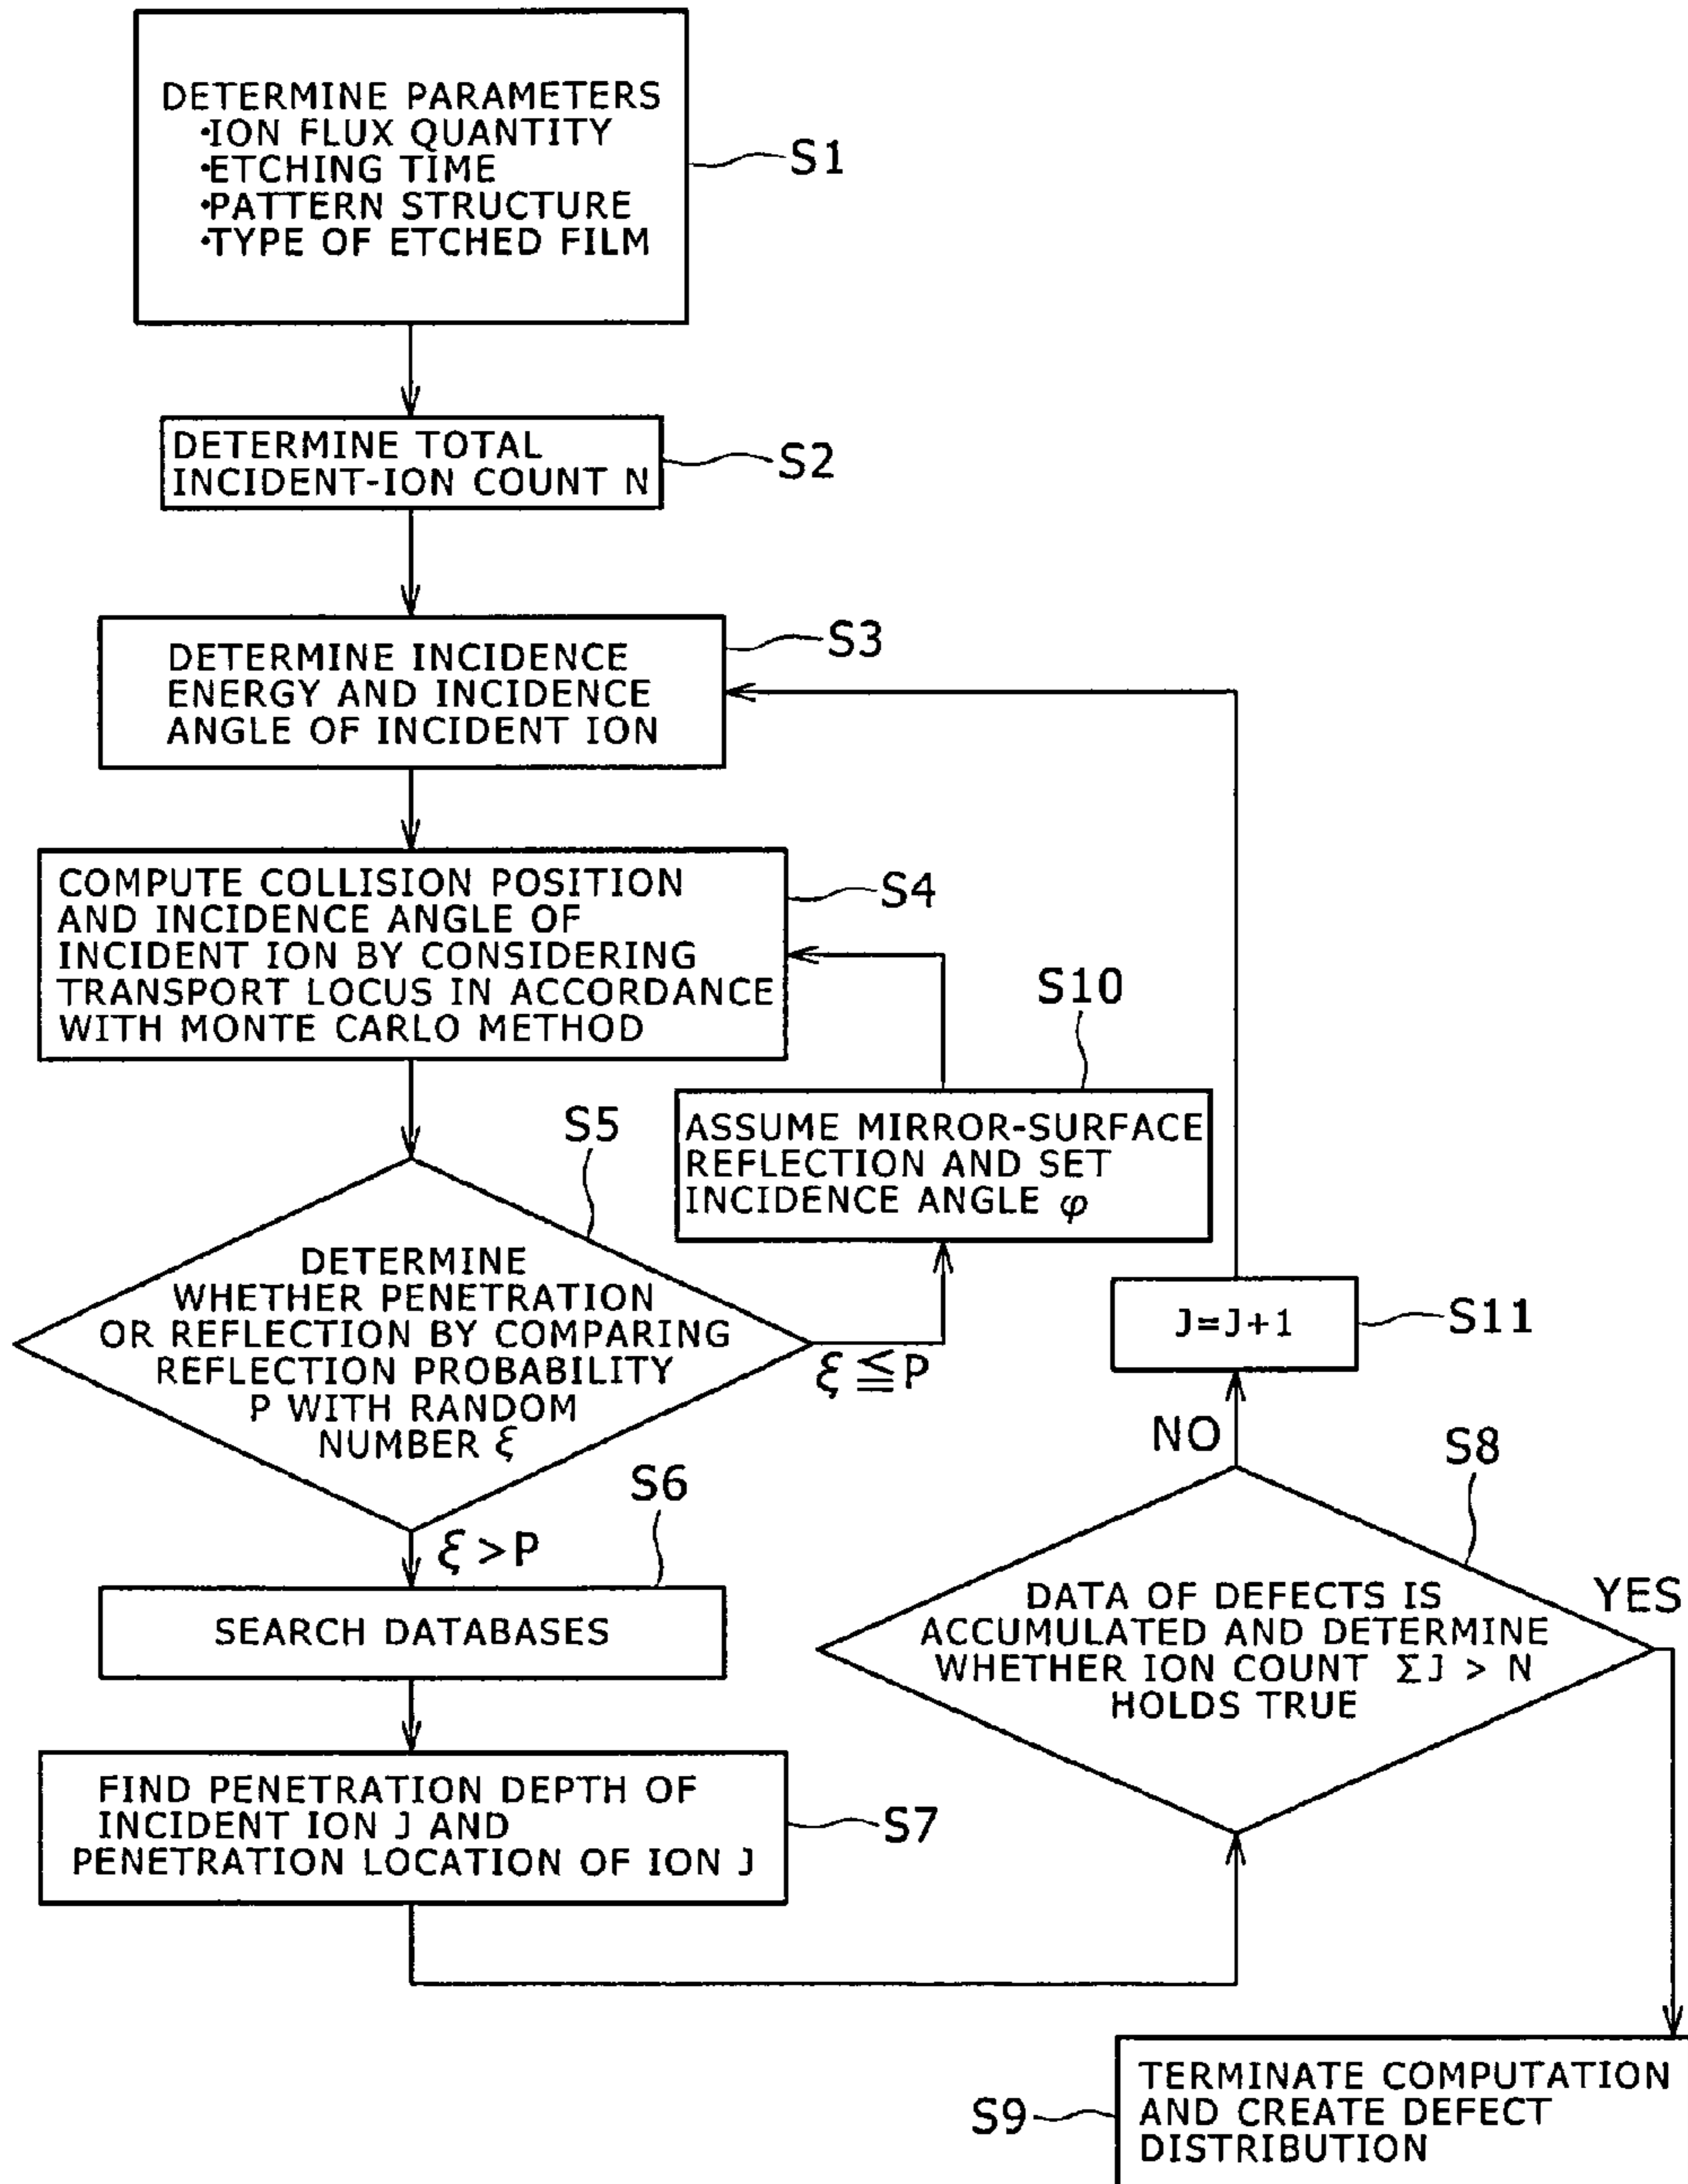 DETERMINE PARAMETERS
•ION FLUX QUANTITY
•ETCHING TIME
•PATTERN STRUCTURE
•TYPE OF ETCHED FILM
S1
DETERMINE TOTAL
INCIDENT-ION COUNT N
S2
DETERMINE INCIDENCE
ENERGY AND INCIDENCE
ANGLE OF INCIDENT ION
S3
COMPUTE COLLISION POSITION
AND INCIDENCE ANGLE OF
INCIDENT ION BY CONSIDERING
TRANSPORT LOCUS IN ACCORDANCE
WITH MONTE CARLO METHOD
S4
S10
ASSUME MIRROR-SURFACE
REFLECTION AND SET
INCIDENCE ANGLE φ
S5
DETERMINE
WHETHER PENETRATION
OR REFLECTION BY COMPARING
REFLECTION PROBABILITY
P WITH RANDOM
NUMBER ξ
ξ ≦ P
ξ > P
S6
SEARCH DATABASES
FIND PENETRATION DEPTH OF
INCIDENT ION J AND
PENETRATION LOCATION OF ION J
S7
J=J+1
S11
NO
S8
DATA OF DEFECTS IS
ACCUMULATED AND DETERMINE
WHETHER ION COUNT ΣJ > N
HOLDS TRUE
YES
S9
TERMINATE COMPUTATION
AND CREATE DEFECT
DISTRIBUTION